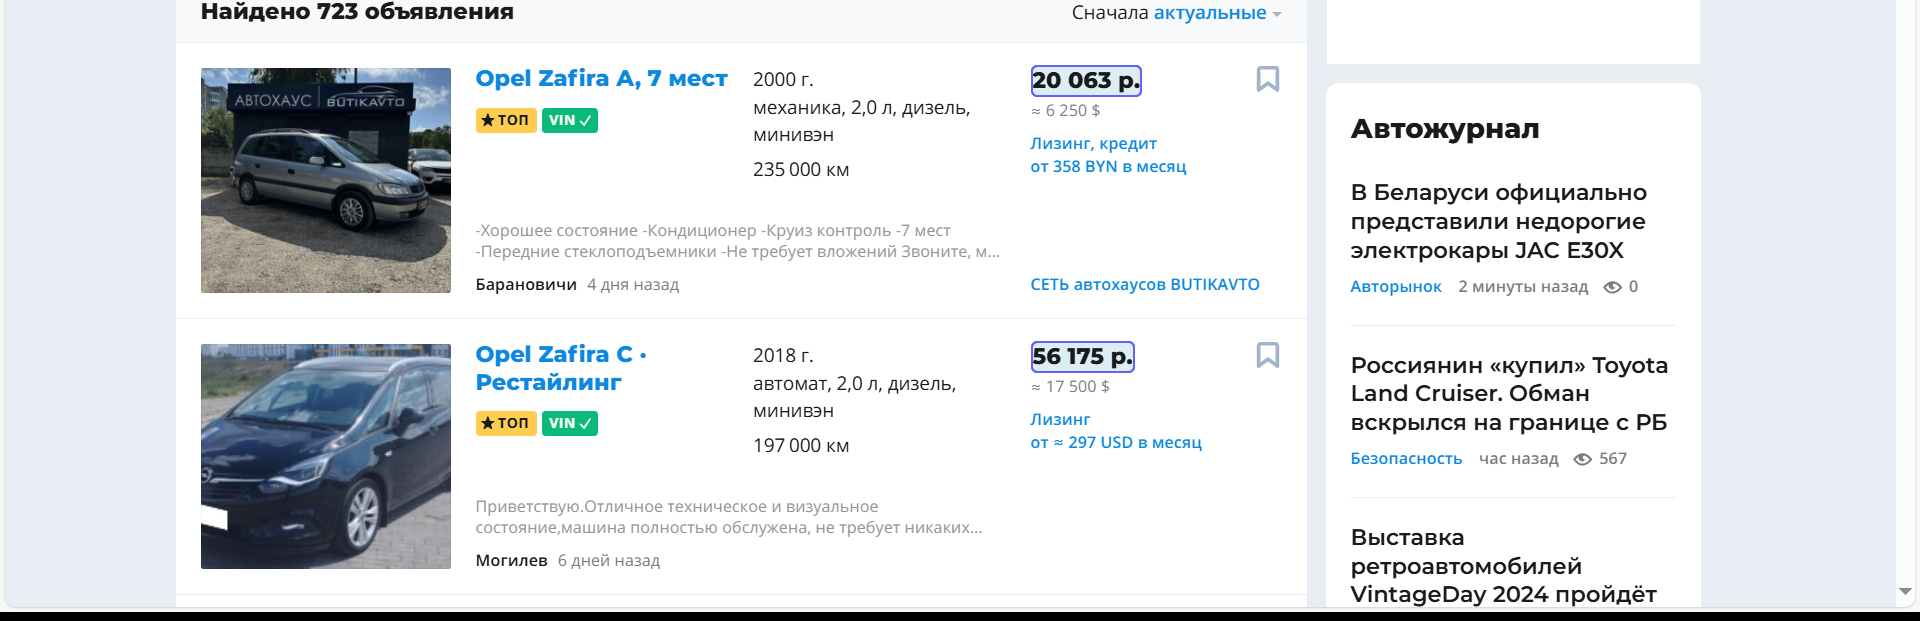 Найдено 723 объявления
Сначала актуальные
АВТОХАУС | BUTIKAVTO
Opel Zafira A, 7 мест
ТОП VIN
2000 г.
механика, 2,0 л, дизель,
минивэн
235 000 км
20 063 р.
≈ 6 250 $
Лизинг, кредит
от 358 BYN в месяц
-Хорошее состояние -Кондиционер -Круиз контроль -7 мест
-Передние стеклоподъемники -Не требует вложений Звоните, м...
Барановичи 4 дня назад
СЕТЬ автохаусов BUTIKAVTO
Opel Zafira C ·
Рестайлинг
ТОП VIN
2018 г.
автомат, 2,0 л, дизель,
минивэн
197 000 км
56 175 р.
≈ 17 500 $
Лизинг
от ≈ 297 USD в месяц
Приветствую.Отличное техническое и визуальное
состояние,машина полностью обслужена, не требует никаких...
Могилев 6 дней назад
Автожурнал
В Беларуси официально
представили недорогие
электрокары JAC E30X
Авторынок 2 минуты назад 0
Россиянин «купил» Toyota
Land Cruiser. Обман
вскрылся на границе с РБ
Безопасность час назад 567
Выставка
ретроавтомобилей
VintageDay 2024 пройдёт